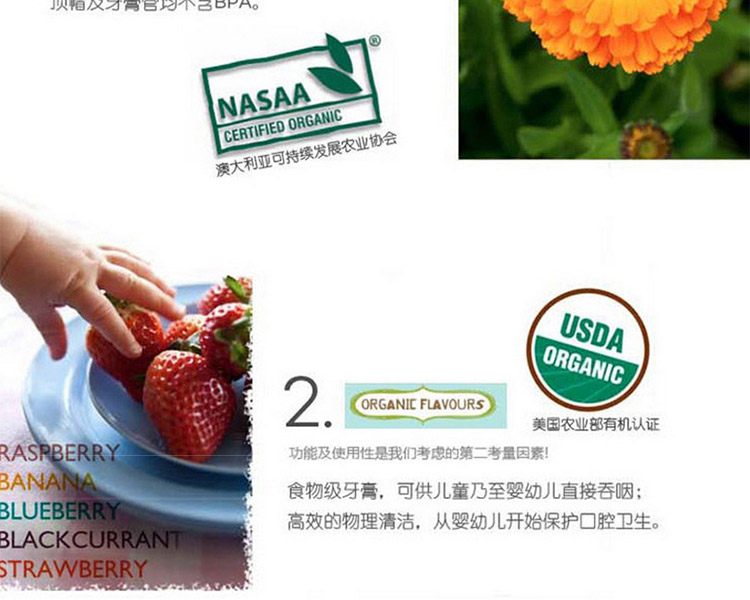 顶帽及牙膏管均不含BPA。
NASAA®
CERTIFIED ORGANIC
澳大利亚可持续发展农业协会
USDA
ORGANIC
美国农业部有机认证
2.
ORGANIC FLAVOURS
功能及使用性是我们考虑的第二考量因素!
食物级牙膏，可供儿童乃至婴幼儿直接吞咽；
高效的物理清洁，从婴幼儿开始保护口腔卫生。
RASPBERRY
BANANA
BLUEBERRY
BLACKCURRANT
STRAWBERRY